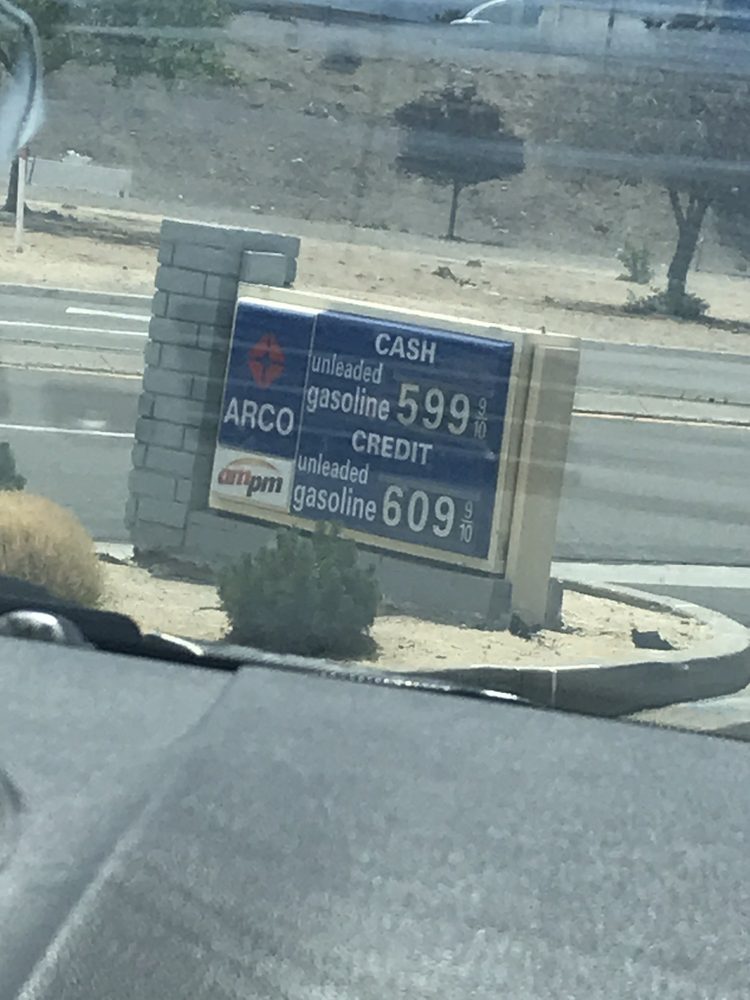 ARCO
ampm
CASH
unleaded
gasoline 599 9/10
CREDIT
unleaded
gasoline 609 9/10